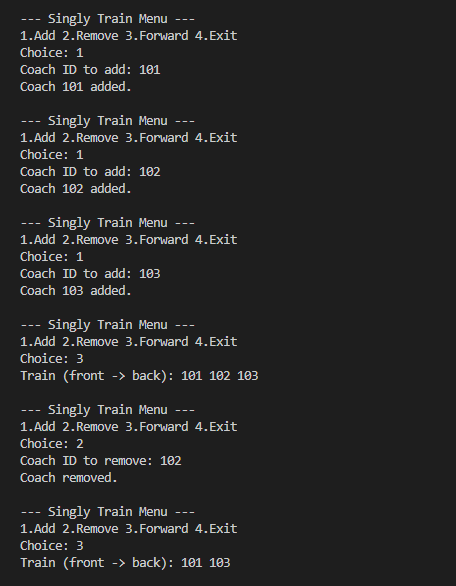 --- Singly Train Menu ---
1.Add 2.Remove 3.Forward 4.Exit
Choice: 1
Coach ID to add: 101
Coach 101 added.

--- Singly Train Menu ---
1.Add 2.Remove 3.Forward 4.Exit
Choice: 1
Coach ID to add: 102
Coach 102 added.

--- Singly Train Menu ---
1.Add 2.Remove 3.Forward 4.Exit
Choice: 1
Coach ID to add: 103
Coach 103 added.

--- Singly Train Menu ---
1.Add 2.Remove 3.Forward 4.Exit
Choice: 3
Train (front -> back): 101 102 103

--- Singly Train Menu ---
1.Add 2.Remove 3.Forward 4.Exit
Choice: 2
Coach ID to remove: 102
Coach removed.

--- Singly Train Menu ---
1.Add 2.Remove 3.Forward 4.Exit
Choice: 3
Train (front -> back): 101 103